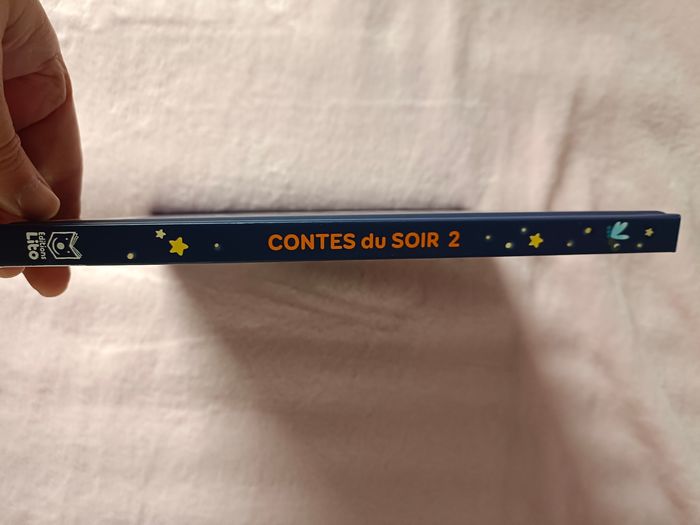 Éditions
Lito
CONTES du SOIR 2